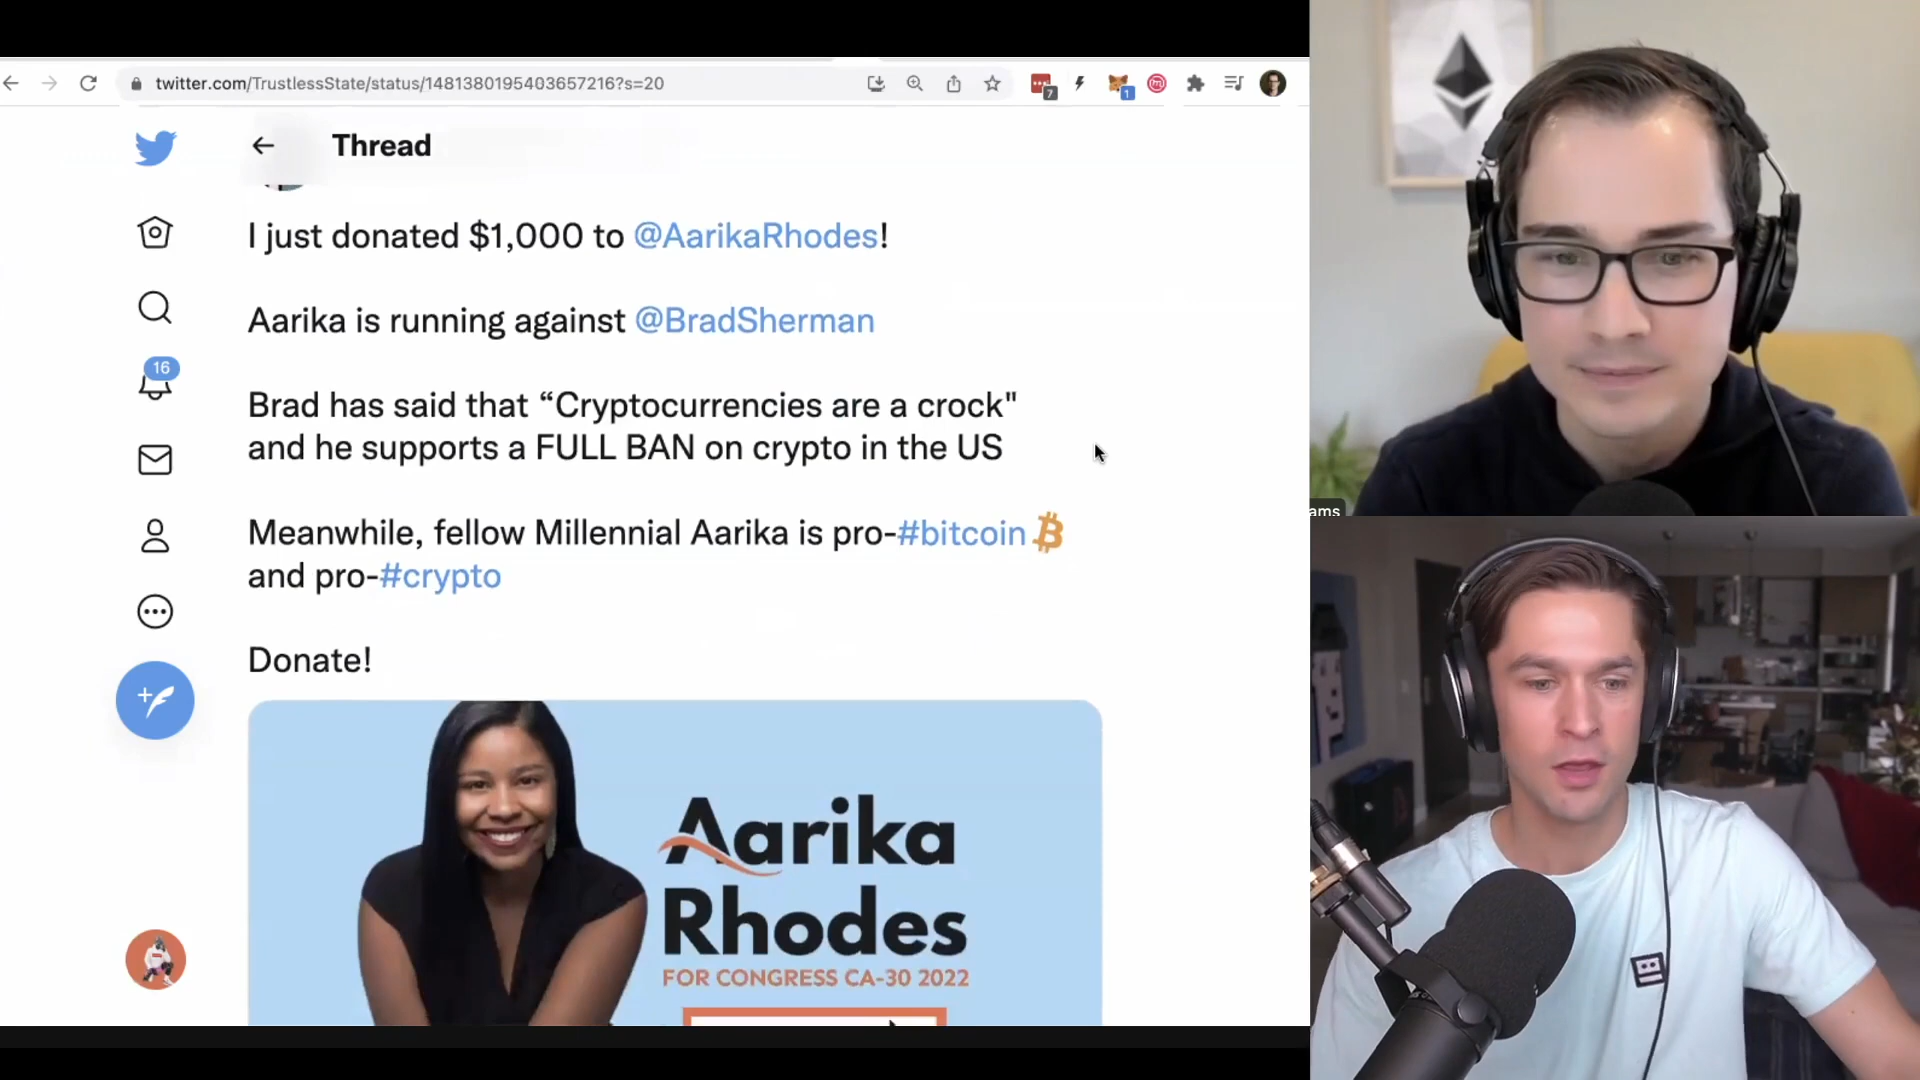 twitter.com/TrustlessState/status/1481380195403657216?s=20
7
1
Thread
I just donated $1,000 to @AarikaRhodes!
Aarika is running against @BradSherman
16
Brad has said that “Cryptocurrencies are a crock"
and he supports a FULL BAN on crypto in the US
Meanwhile, fellow Millennial Aarika is pro-#bitcoin
and pro-#crypto
Donate!
Aarika
Rhodes
FOR CONGRESS CA-30 2022
ams